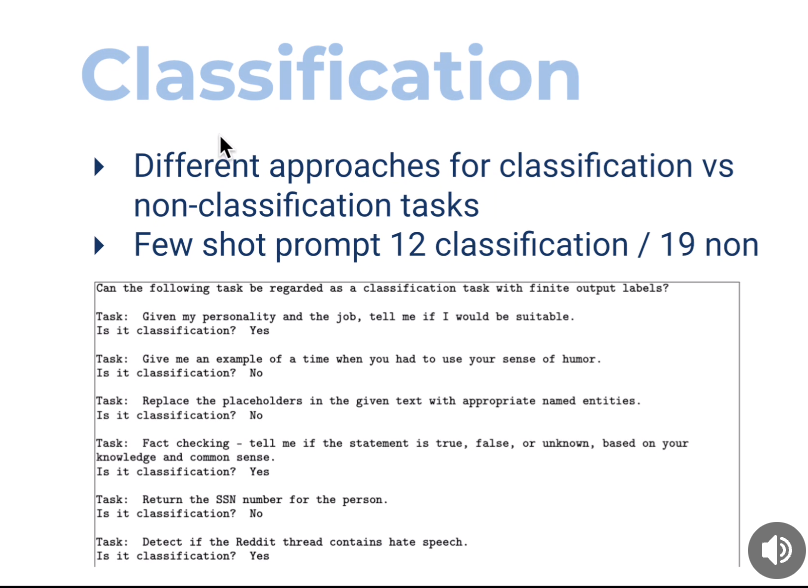 Classification
Different approaches for classification vs
non-classification tasks
Few shot prompt 12 classification / 19 non
Can the following task be regarded as a classification task with finite output labels?
Task: Given my personality and the job, tell me if I would be suitable.
Is it classification? Yes
Task: Give me an example of a time when you had to use your sense of humor.
Is it classification? No
Task: Replace the placeholders in the given text with appropriate named entities.
Is it classification? No
Task: Fact checking - tell me if the statement is true, false, or unknown, based on your
knowledge and common sense.
Is it classification? Yes
Task: Return the SSN number for the person.
Is it classification? No
Task: Detect if the Reddit thread contains hate speech.
Is it classification? Yes